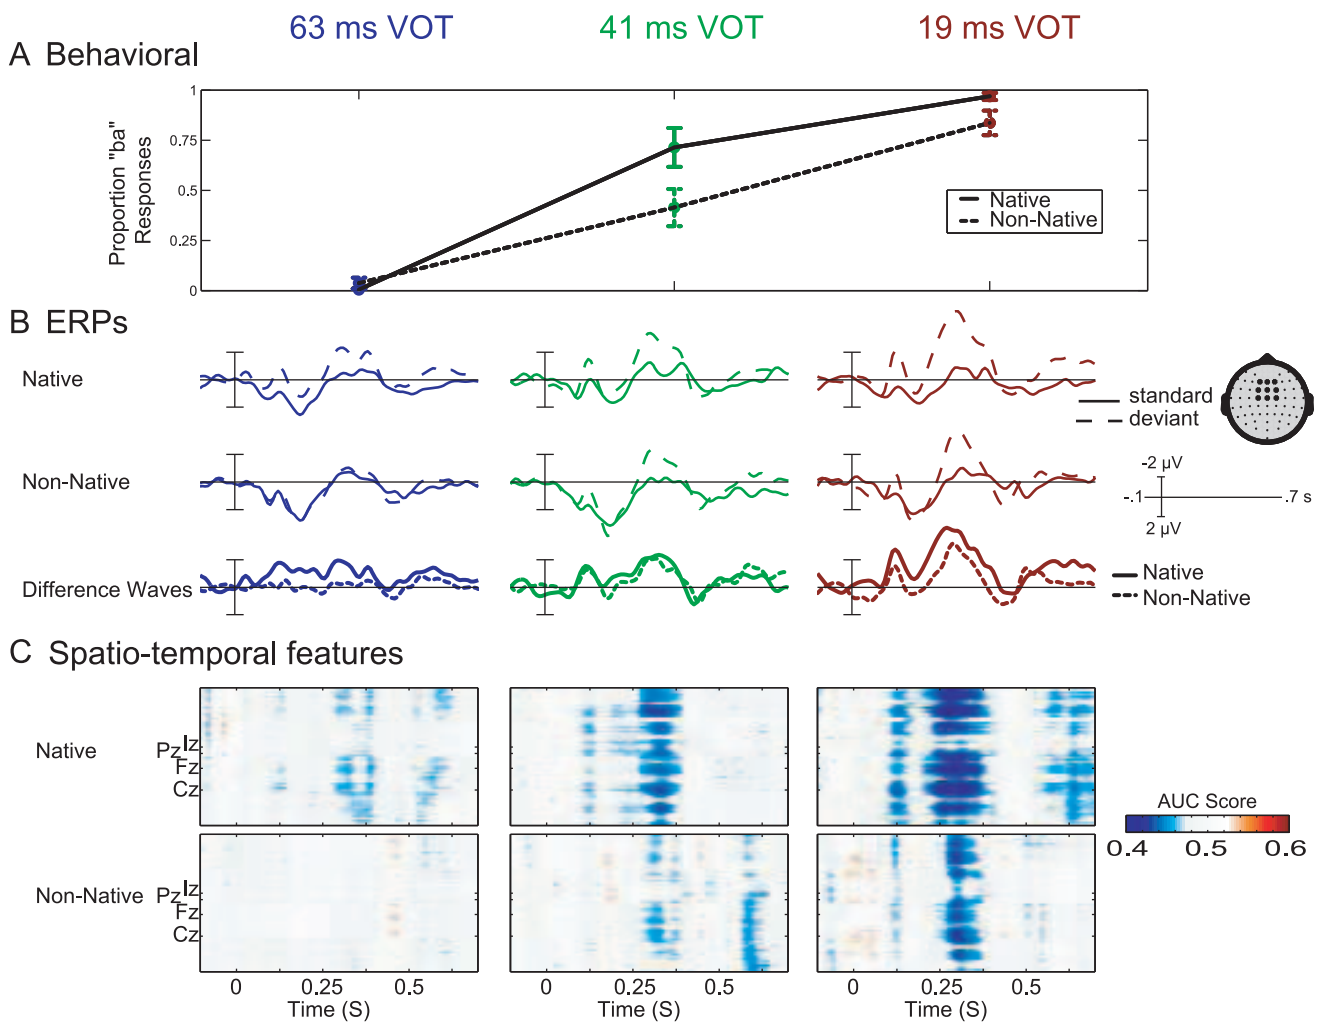 63 ms VOT
41 ms VOT
19 ms VOT
A Behavioral
Proportion "ba"
Responses
1
0.75
0.5
0.25
0
Native
Non-Native
B ERPs
Native
Non-Native
Difference Waves
standard
deviant
-2 µV
-.1
.7 s
2 µV
Native
Non-Native
C Spatio-temporal features
Native
Iz
Pz
Fz
Cz
Non-Native
Iz
Pz
Fz
Cz
0 0.25 0.5
Time (S)
0 0.25 0.5
Time (S)
0 0.25 0.5
Time (S)
AUC Score
0.4 0.5 0.6